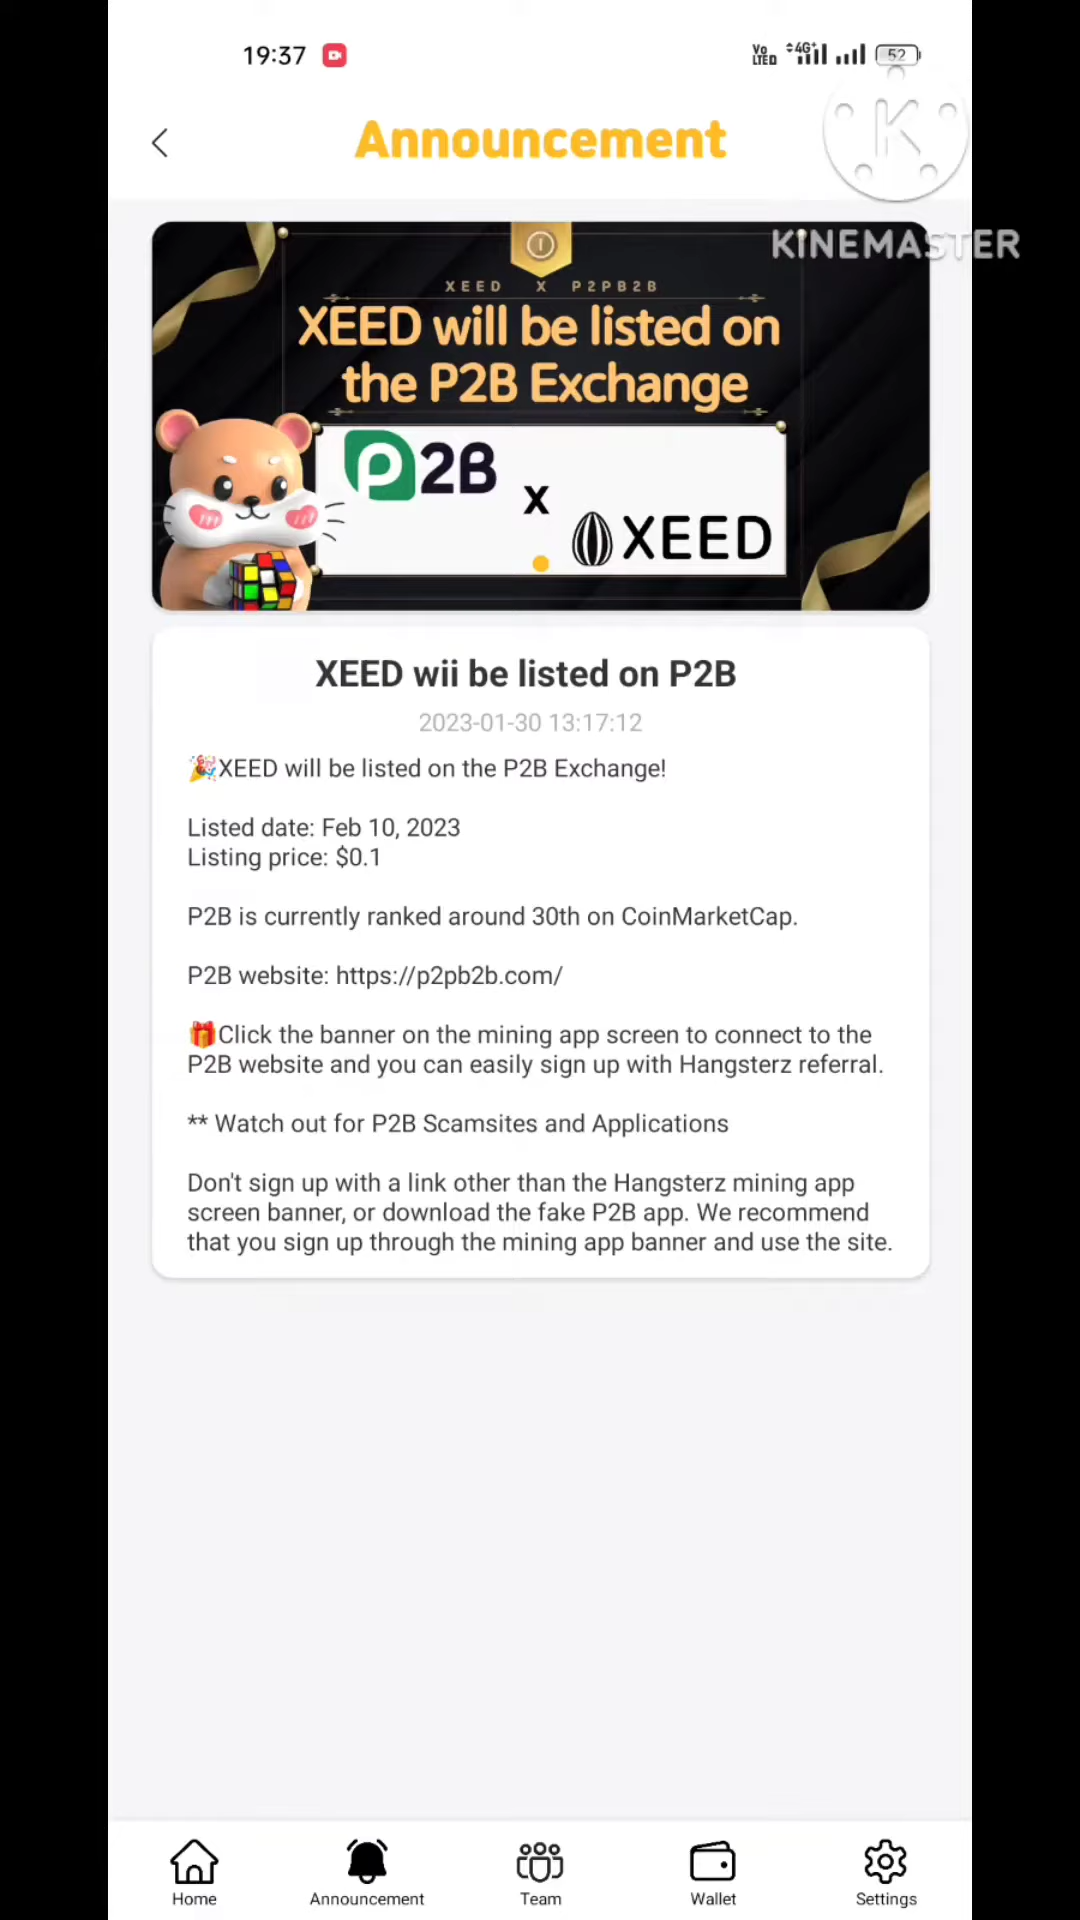 19:37
Vo LTE 4G+ 52
Announcement
K
KINEMASTER
XEED X P2PB2B
XEED will be listed on
the P2B Exchange
P2B
x
XEED
XEED wii be listed on P2B
2023-01-30 13:17:12
🎉XEED will be listed on the P2B Exchange!
Listed date: Feb 10, 2023
Listing price: $0.1
P2B is currently ranked around 30th on CoinMarketCap.
P2B website: https://p2pb2b.com/
🎁Click the banner on the mining app screen to connect to the
P2B website and you can easily sign up with Hangsterz referral.
** Watch out for P2B Scamsites and Applications
Don't sign up with a link other than the Hangsterz mining app
screen banner, or download the fake P2B app. We recommend
that you sign up through the mining app banner and use the site.
Home Announcement Team Wallet Settings